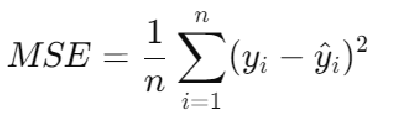 MSE = \frac{1}{n} \sum_{i=1}^{n} (y_i - \hat{y}_i)^2